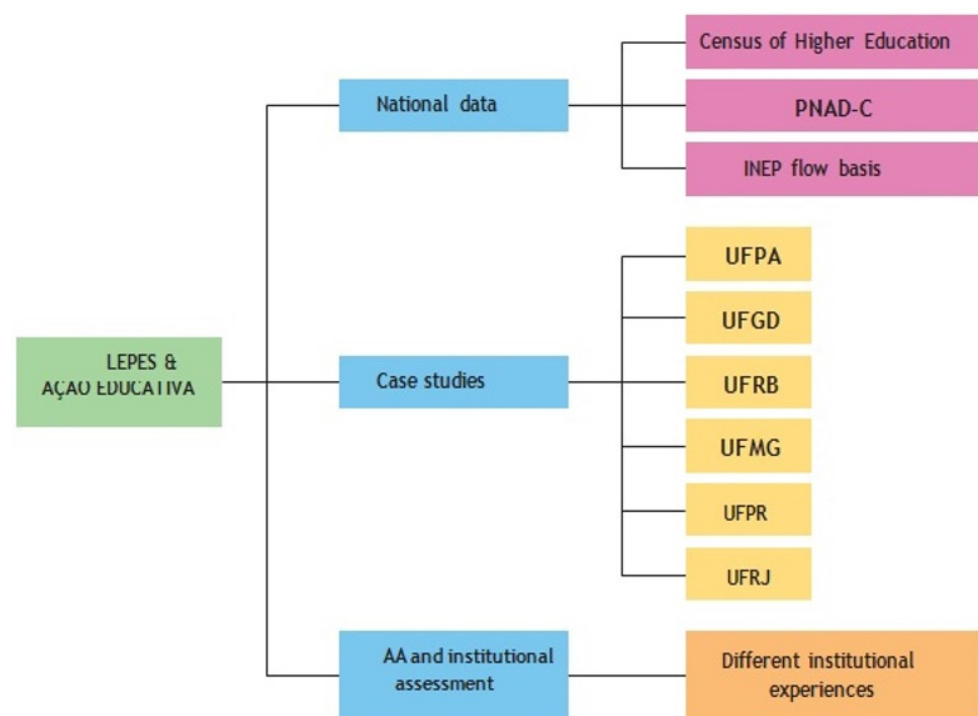 Census of Higher Education
National data
PNAD-C
INEP flow basis
UFPA
UFGD
LEPES &
AÇÃO EDUCATIVA
Case studies
UFRB
UFMG
UFPR
UFRJ
AA and institutional
assessment
Different institutional
experiences